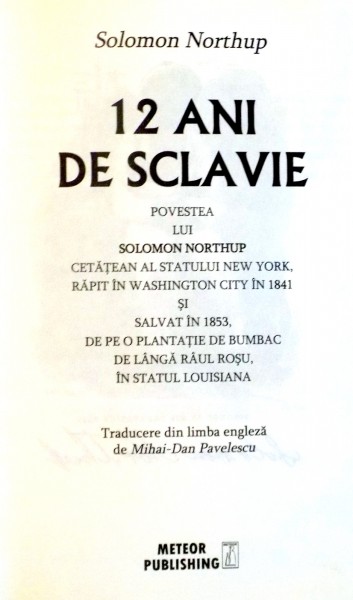 Solomon Northup
12 ANI
DE SCLAVIE
POVESTEA
LUI
SOLOMON NORTHUP
CETĂȚEAN AL STATULUI NEW YORK,
RĂPIT ÎN WASHINGTON CITY ÎN 1841
ȘI
SALVAT ÎN 1853,
DE PE O PLANTAȚIE DE BUMBAC
DE LÂNGĂ RÂUL ROȘU,
ÎN STATUL LOUISIANA
Traducere din limba engleză
de Mihai-Dan Pavelescu
METEOR
PUBLISHING